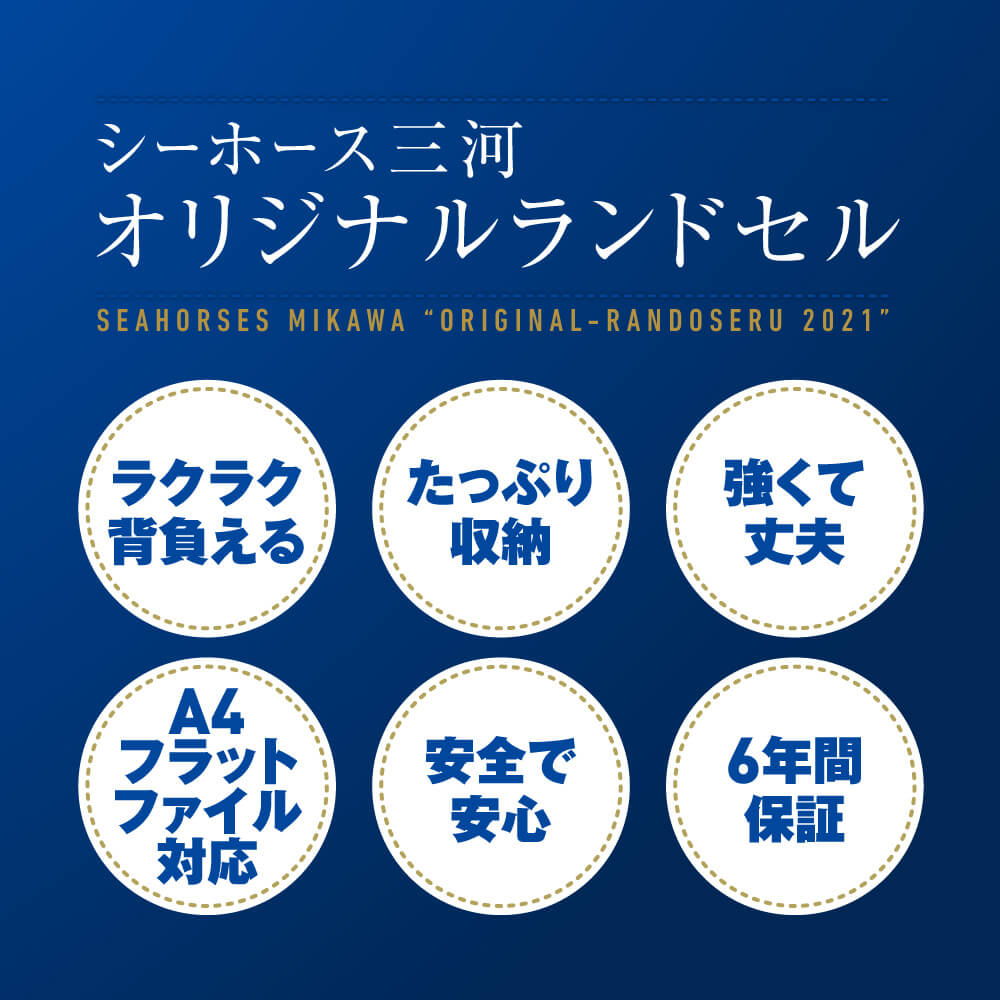 シーホース三河
オリジナルランドセル
SEAHORSES MIKAWA “ORIGINAL-RANDOSERU 2021”
ラクラク
背負える
たっぷり
収納
強くて
丈夫
A4
フラット
ファイル
対応
安全で
安心
6年間
保証